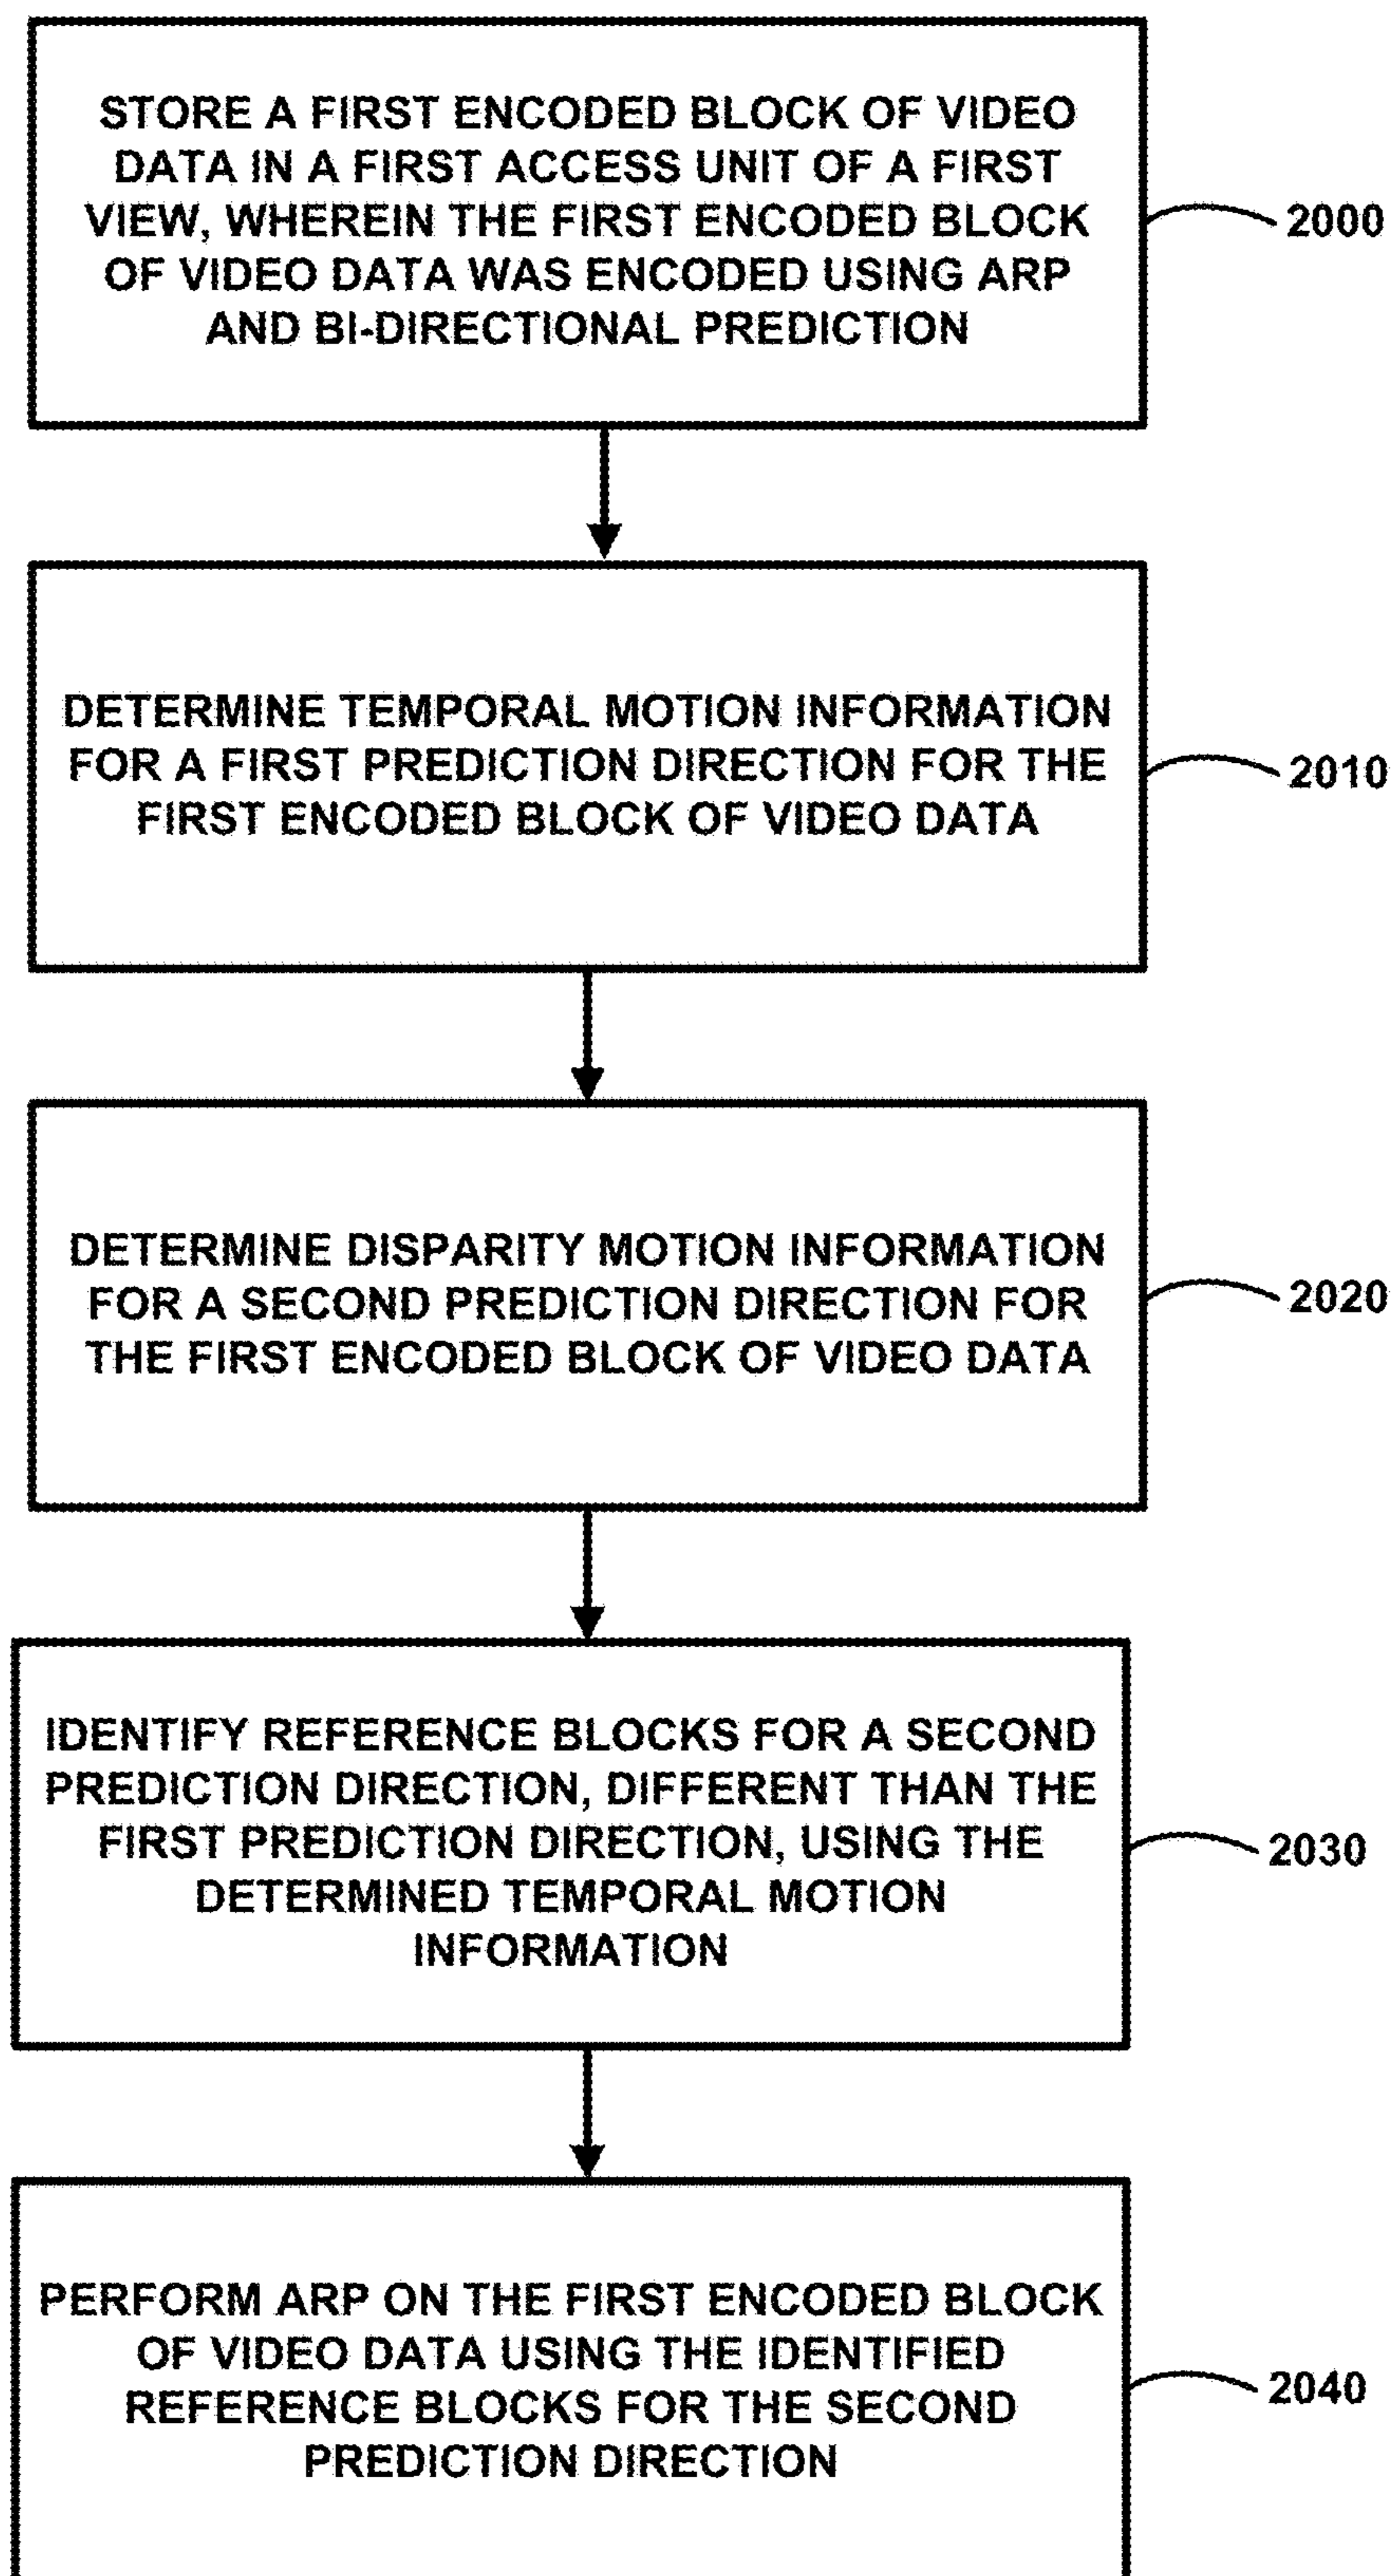 STORE A FIRST ENCODED BLOCK OF VIDEO
DATA IN A FIRST ACCESS UNIT OF A FIRST
VIEW, WHEREIN THE FIRST ENCODED BLOCK
OF VIDEO DATA WAS ENCODED USING ARP
AND BI-DIRECTIONAL PREDICTION
2000
DETERMINE TEMPORAL MOTION INFORMATION
FOR A FIRST PREDICTION DIRECTION FOR THE
FIRST ENCODED BLOCK OF VIDEO DATA
2010
DETERMINE DISPARITY MOTION INFORMATION
FOR A SECOND PREDICTION DIRECTION FOR
THE FIRST ENCODED BLOCK OF VIDEO DATA
2020
IDENTIFY REFERENCE BLOCKS FOR A SECOND
PREDICTION DIRECTION, DIFFERENT THAN THE
FIRST PREDICTION DIRECTION, USING THE
DETERMINED TEMPORAL MOTION
INFORMATION
2030
PERFORM ARP ON THE FIRST ENCODED BLOCK
OF VIDEO DATA USING THE IDENTIFIED
REFERENCE BLOCKS FOR THE SECOND
PREDICTION DIRECTION
2040